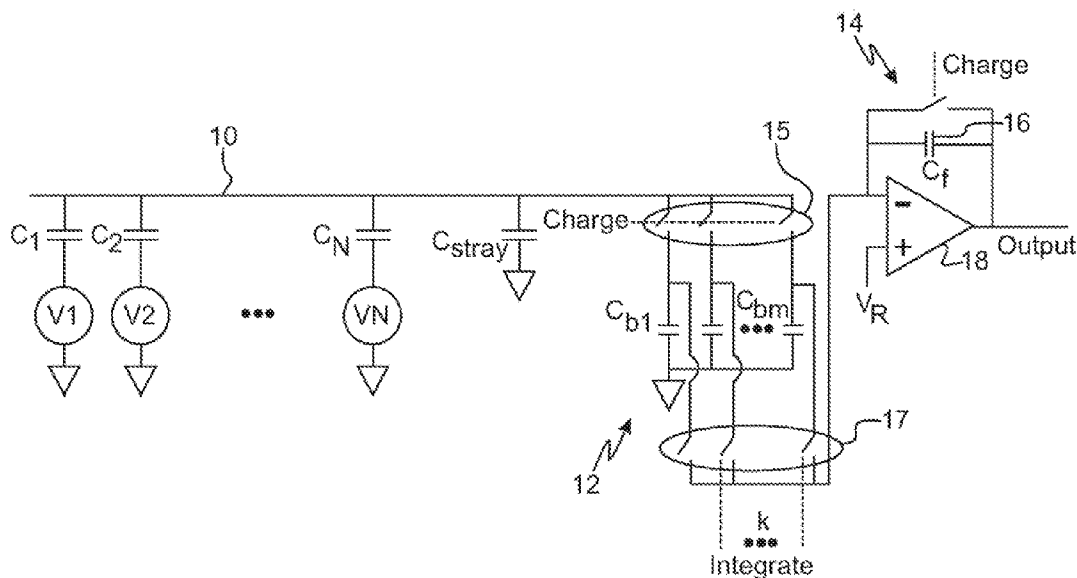 14
Charge
10
15
16
C1
C2
CN
Cstray
Charge
Cf
−
+
18
Output
V1
V2
•••
VN
Cb1
Cbm
•••
VR
17
12
k
•••
Integrate